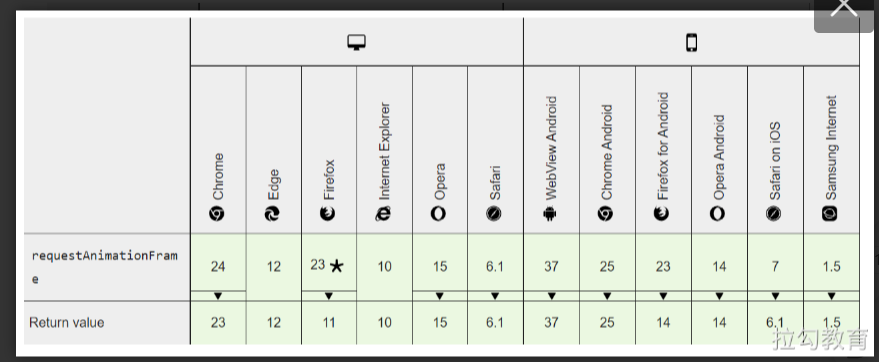 Chrome
Edge
Firefox
Internet Explorer
Opera
Safari
WebView Android
Chrome Android
Firefox for Android
Opera Android
Safari on iOS
Samsung Internet
requestAnimationFram
e
24 12 23 ★ 10 15 6.1 37 25 23 14 7 1.5
Return value 23 12 11 10 15 6.1 37 25 14 14 6.1 1.5
拉勾教育